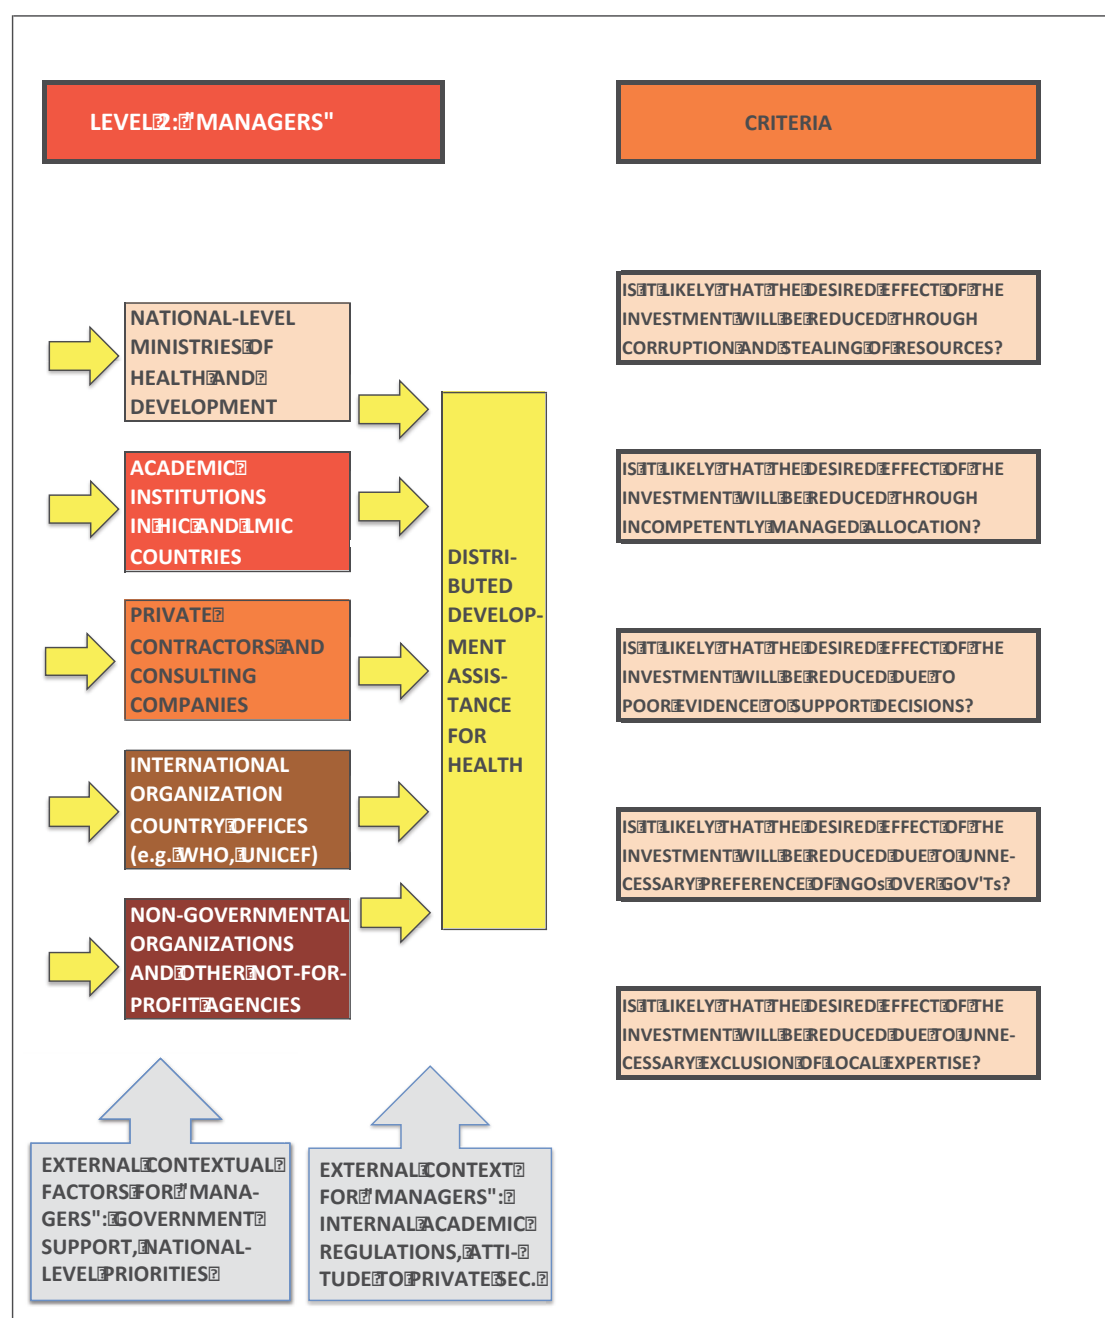 LEVEL 2: "MANAGERS"
CRITERIA
NATIONAL-LEVEL
MINISTRIES OF
HEALTH AND
DEVELOPMENT
ACADEMIC
INSTITUTIONS
IN HIC AND LMIC
COUNTRIES
PRIVATE
CONTRACTORS AND
CONSULTING
COMPANIES
INTERNATIONAL
ORGANIZATION
COUNTRY OFFICES
(e.g. WHO, UNICEF)
NON-GOVERNMENTAL
ORGANIZATIONS
AND OTHER NOT-FOR-
PROFIT AGENCIES
DISTRI-
BUTED
DEVELOP-
MENT
ASSIS-
TANCE
FOR
HEALTH
IS IT LIKELY THAT THE DESIRED EFFECT OF THE
INVESTMENT WILL BE REDUCED THROUGH
CORRUPTION AND STEALING OF RESOURCES?
IS IT LIKELY THAT THE DESIRED EFFECT OF THE
INVESTMENT WILL BE REDUCED THROUGH
INCOMPETENTLY MANAGED ALLOCATION?
IS IT LIKELY THAT THE DESIRED EFFECT OF THE
INVESTMENT WILL BE REDUCED DUE TO
POOR EVIDENCE TO SUPPORT DECISIONS?
IS IT LIKELY THAT THE DESIRED EFFECT OF THE
INVESTMENT WILL BE REDUCED DUE TO UNNE-
CESSARY PREFERENCE OF NGOs OVER GOV'Ts?
IS IT LIKELY THAT THE DESIRED EFFECT OF THE
INVESTMENT WILL BE REDUCED DUE TO UNNE-
CESSARY EXCLUSION OF LOCAL EXPERTISE?
EXTERNAL CONTEXTUAL
FACTORS FOR "MANA-
GERS": GOVERNMENT
SUPPORT, NATIONAL-
LEVEL PRIORITIES
EXTERNAL CONTEXT
FOR "MANAGERS":
INTERNAL ACADEMIC
REGULATIONS, ATTI-
TUDE TO PRIVATE SEC.